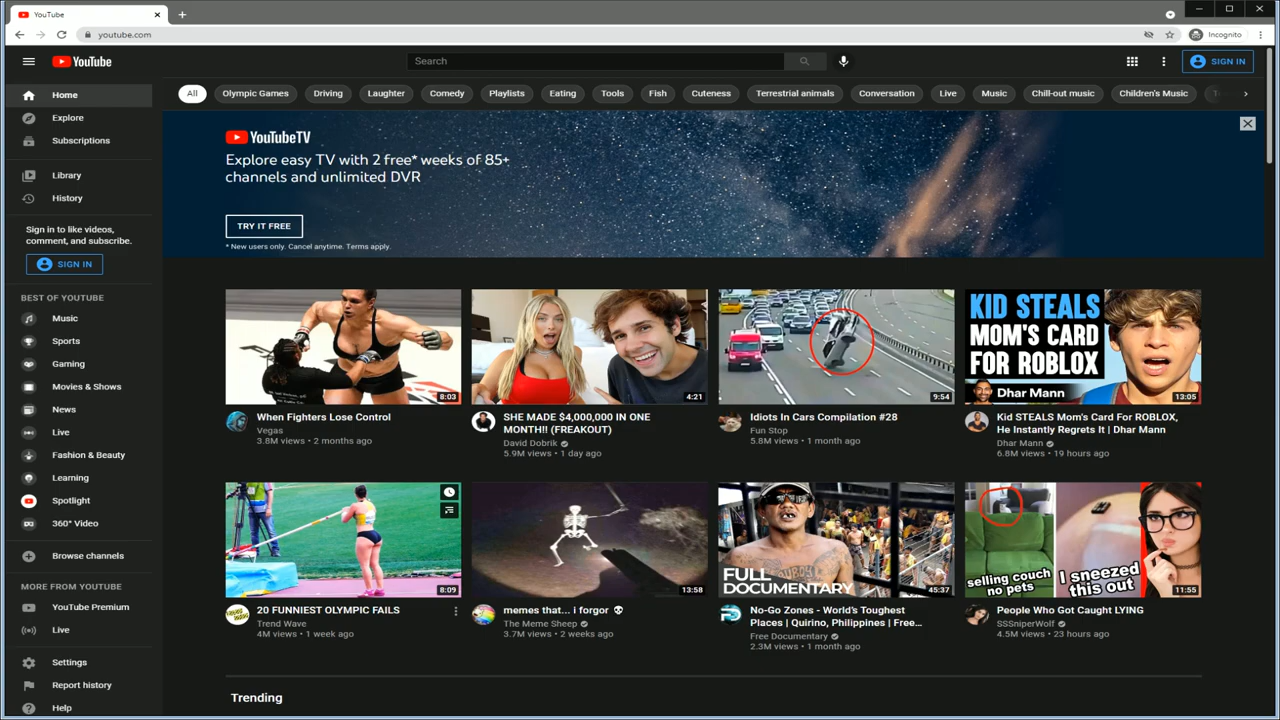 YouTube
youtube.com
Incognito
YouTube
Search
SIGN IN
Home
Explore
Subscriptions
Library
History
Sign in to like videos,
comment, and subscribe.
SIGN IN
BEST OF YOUTUBE
Music
Sports
Gaming
Movies & Shows
News
Live
Fashion & Beauty
Learning
Spotlight
360° Video
Browse channels
MORE FROM YOUTUBE
YouTube Premium
Live
Settings
Report history
Help
All
Olympic Games
Driving
Laughter
Comedy
Playlists
Eating
Tools
Fish
Cuteness
Terrestrial animals
Conversation
Live
Music
Chill-out music
Children's Music
YouTubeTV
Explore easy TV with 2 free* weeks of 85+
channels and unlimited DVR
TRY IT FREE
* New users only. Cancel anytime. Terms apply.
8:03
When Fighters Lose Control
Vegas
3.8M views • 2 months ago
4:21
SHE MADE $4,000,000 IN ONE
MONTH!! (FREAKOUT)
David Dobrik
5.9M views • 1 day ago
9:54
Idiots In Cars Compilation #28
Fun Stop
5.8M views • 1 month ago
KID STEALS
MOM'S CARD
FOR ROBLOX
Dhar Mann
13:05
Kid STEALS Mom's Card For ROBLOX,
He Instantly Regrets It | Dhar Mann
Dhar Mann
6.8M views • 19 hours ago
8:09
20 FUNNIEST OLYMPIC FAILS
Trend Wave
4M views • 1 week ago
13:58
memes that... i forgor 💀
The Meme Sheep
3.7M views • 2 weeks ago
FULL
DOCUMENTARY
45:37
No-Go Zones - World's Toughest
Places | Quirino, Philippines | Free...
Free Documentary
2.3M views • 1 month ago
selling couch
no pets
I sneezed
this out
11:55
People Who Got Caught LYING
SSSniperWolf
4.5M views • 23 hours ago
Trending